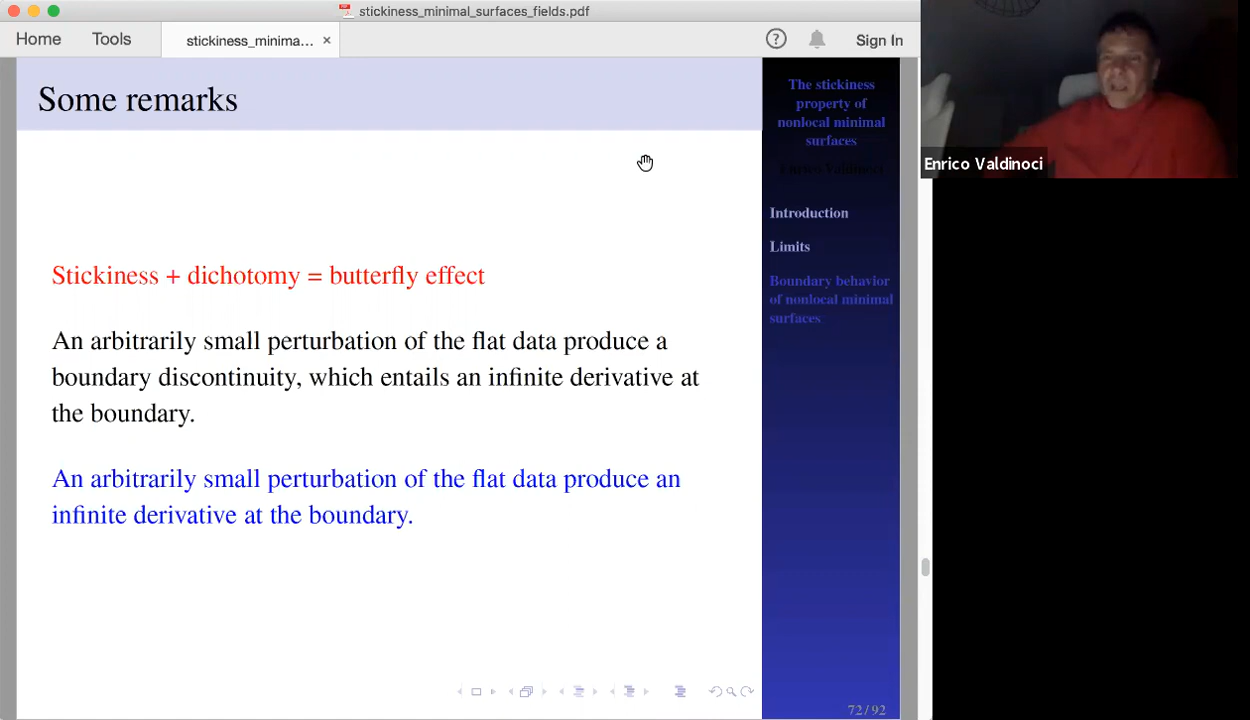 stickiness_minimal_surfaces_fields.pdf
Home Tools stickiness_minima... × Sign In
Some remarks
Stickiness + dichotomy = butterfly effect
An arbitrarily small perturbation of the flat data produce a
boundary discontinuity, which entails an infinite derivative at
the boundary.
An arbitrarily small perturbation of the flat data produce an
infinite derivative at the boundary.
The stickiness
property of
nonlocal minimal
surfaces
Enrico Valdinoci
Introduction
Limits
Boundary behavior
of nonlocal minimal
surfaces
72/92
Enrico Valdinoci